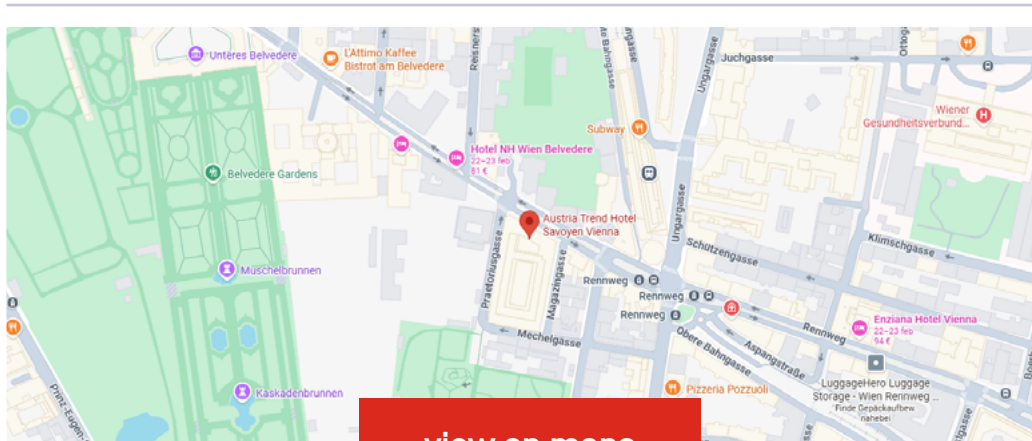 Unteres Belvedere
L'Attimo Kaffee
Bistrot am Belvedere
Reisners
Ungargasse
Juchgasse
Wiener
Gesundheitsverbund...
H
Subway
Hotel NH Wien Belvedere
22–23 feb
81 €
Belvedere Gardens
Austria Trend Hotel
Savoyen Vienna
Ungargasse
Klimschgasse
Schützengasse
Muschelbrunnen
Praetoriusgasse
Magazingasse
Rennweg
Rennweg
Rennweg
Rennweg
Enziana Hotel Vienna
22–23 feb
94 €
Mechelgasse
Obere Bahngasse
Aspangstraße
Prinz-Eugen-
Kaskadenbrunnen
Pizzeria Pozzuoli
LuggageHero Luggage
Storage - Wien Rennweg ...
Finde Gepäckaufbew
nahebei